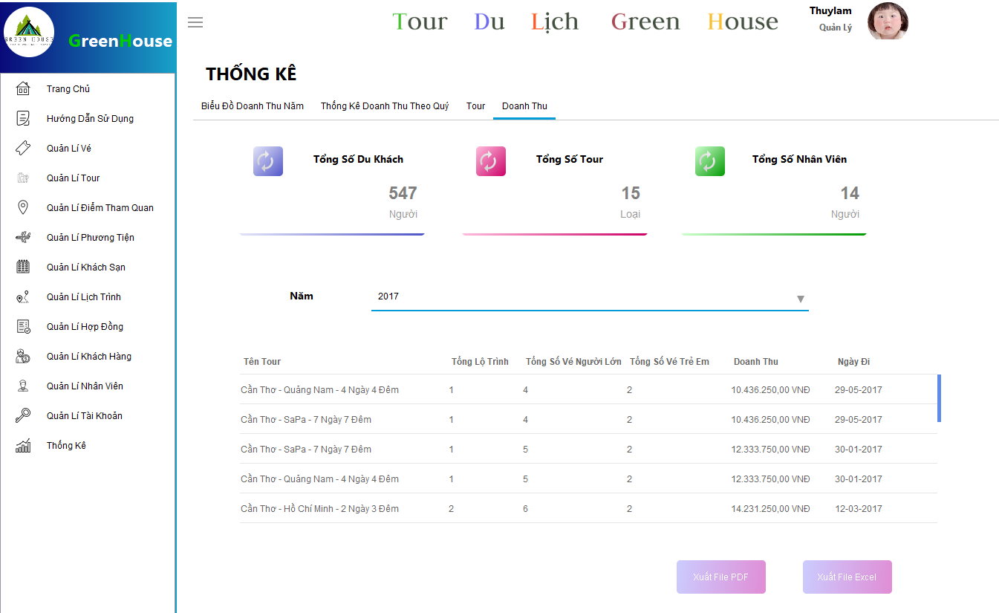 GREEN HOUSE
GreenHouse
Tour Du Lịch Green House
Thuylam
Quản Lý
Trang Chủ
Hướng Dẫn Sử Dụng
Quản Lí Vé
Quản Lí Tour
Quản Lí Điểm Tham Quan
Quản Lí Phương Tiện
Quản Lí Khách Sạn
Quản Lí Lịch Trình
Quản Lí Hợp Đồng
Quản Lí Khách Hàng
Quản Lí Nhân Viên
Quản Lí Tài Khoản
Thống Kê
THỐNG KÊ
Biểu Đồ Doanh Thu Năm Thống Kê Doanh Thu Theo Quý Tour Doanh Thu
Tổng Số Du Khách
547
Người
Tổng Số Tour
15
Loại
Tổng Số Nhân Viên
14
Người
Năm 2017
Tên Tour Tổng Lộ Trình Tổng Số Vé Người Lớn Tổng Số Vé Trẻ Em Doanh Thu Ngày Đi
Cần Thơ - Quảng Nam - 4 Ngày 4 Đêm 1 4 2 10.436.250,00 VNĐ 29-05-2017
Cần Thơ - SaPa - 7 Ngày 7 Đêm 1 4 2 10.436.250,00 VNĐ 29-05-2017
Cần Thơ - SaPa - 7 Ngày 7 Đêm 1 5 2 12.333.750,00 VNĐ 30-01-2017
Cần Thơ - Quảng Nam - 4 Ngày 4 Đêm 1 5 2 12.333.750,00 VNĐ 30-01-2017
Cần Thơ - Hồ Chí Minh - 2 Ngày 3 Đêm 2 6 2 14.231.250,00 VNĐ 12-03-2017
Xuất File PDF Xuất File Excel